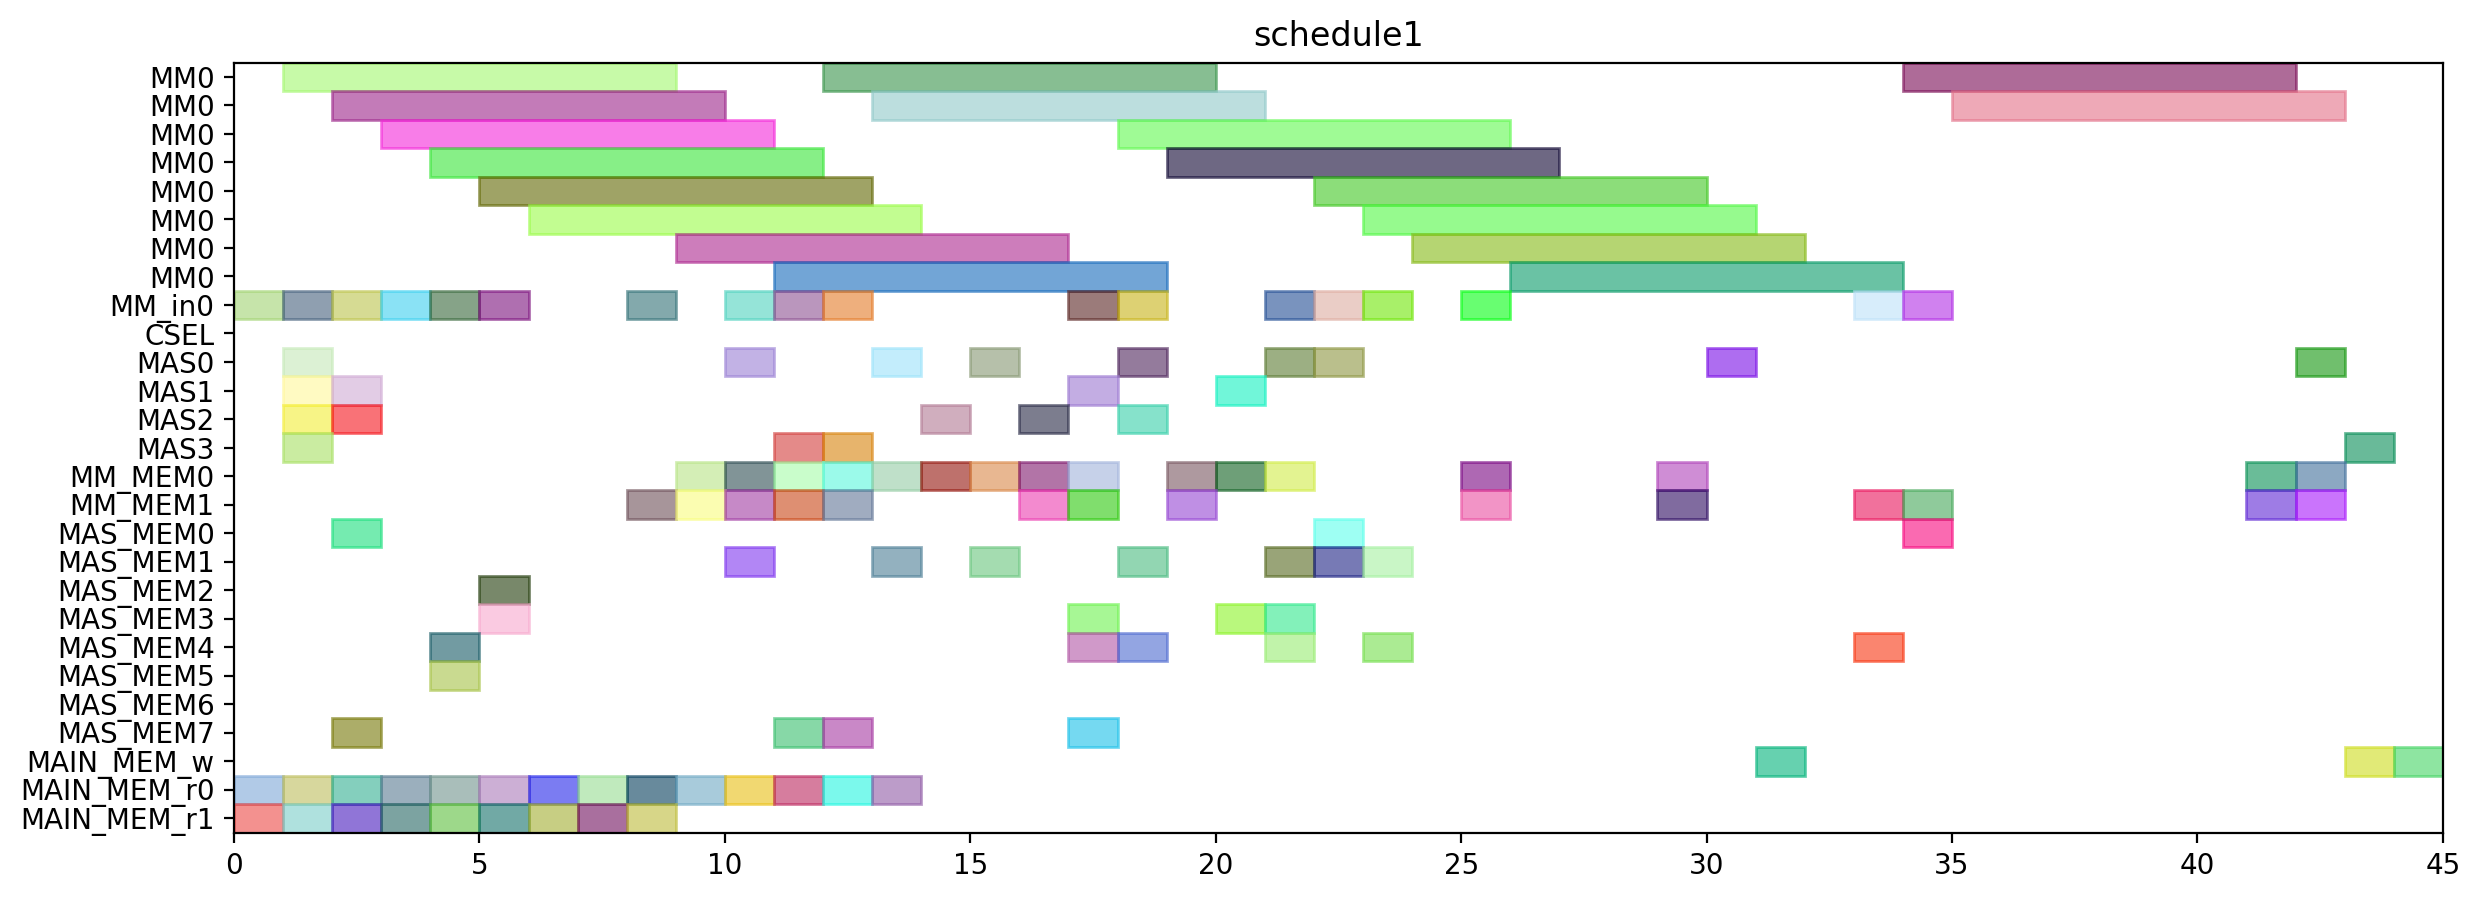 schedule1
MM0
MM0
MM0
MM0
MM0
MM0
MM0
MM0
MM_in0
CSEL
MAS0
MAS1
MAS2
MAS3
MM_MEM0
MM_MEM1
MAS_MEM0
MAS_MEM1
MAS_MEM2
MAS_MEM3
MAS_MEM4
MAS_MEM5
MAS_MEM6
MAS_MEM7
MAIN_MEM_w
MAIN_MEM_r0
MAIN_MEM_r1
0 5 10 15 20 25 30 35 40 45